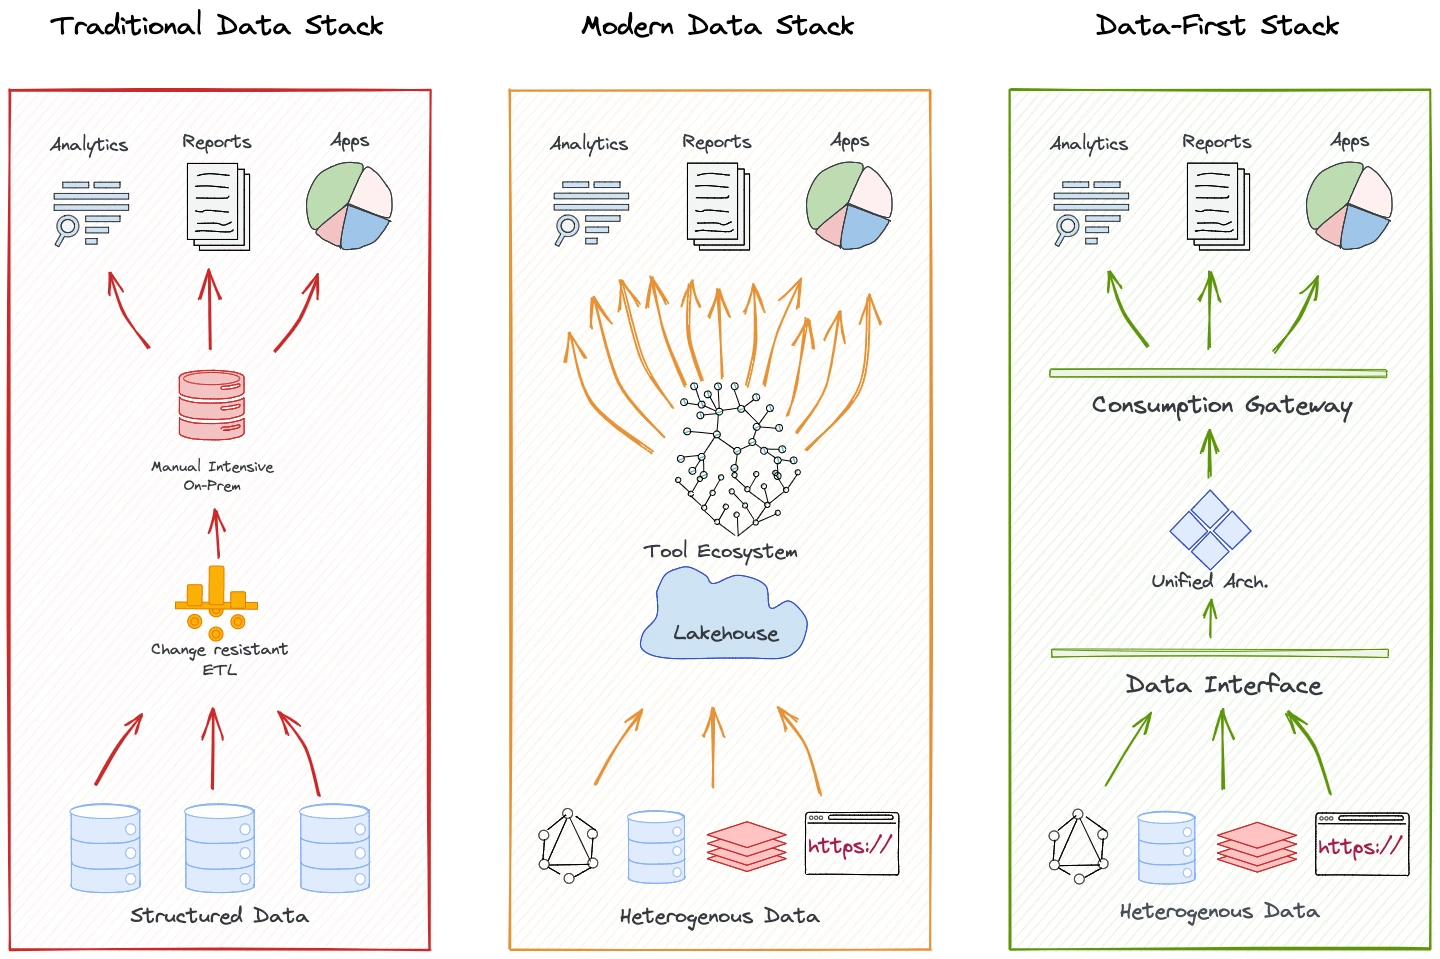 Traditional Data Stack
Analytics
Reports
Apps
Manual Intensive
On-Prem
Change resistant
ETL
Structured Data
Modern Data Stack
Analytics
Reports
Apps
Tool Ecosystem
Lakehouse
https://
Heterogenous Data
Data-First Stack
Analytics
Reports
Apps
Consumption Gateway
Unified Arch.
Data Interface
https://
Heterogenous Data